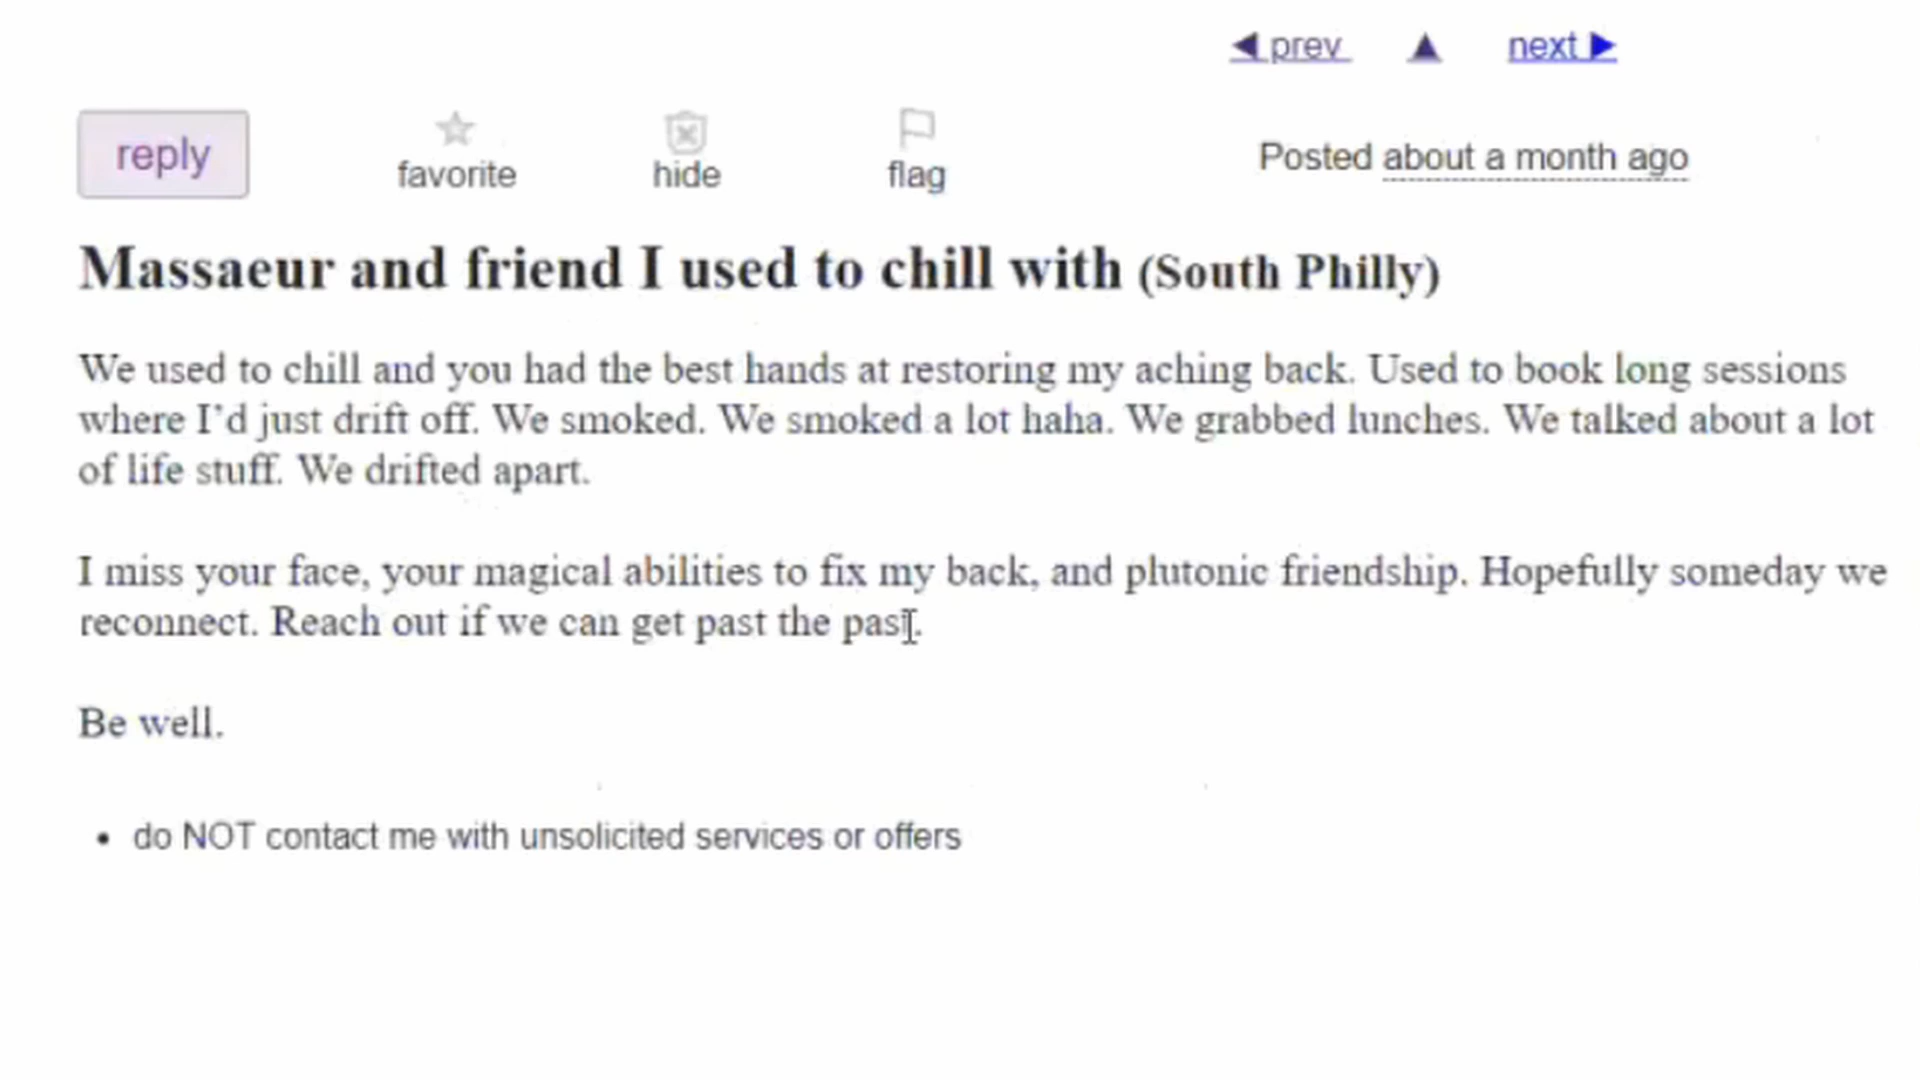 prev next
reply favorite hide flag Posted about a month ago
Massaeur and friend I used to chill with (South Philly)
We used to chill and you had the best hands at restoring my aching back. Used to book long sessions
where I'd just drift off. We smoked. We smoked a lot haha. We grabbed lunches. We talked about a lot
of life stuff. We drifted apart.
I miss your face, your magical abilities to fix my back, and plutonic friendship. Hopefully someday we
reconnect. Reach out if we can get past the past.
Be well.
• do NOT contact me with unsolicited services or offers